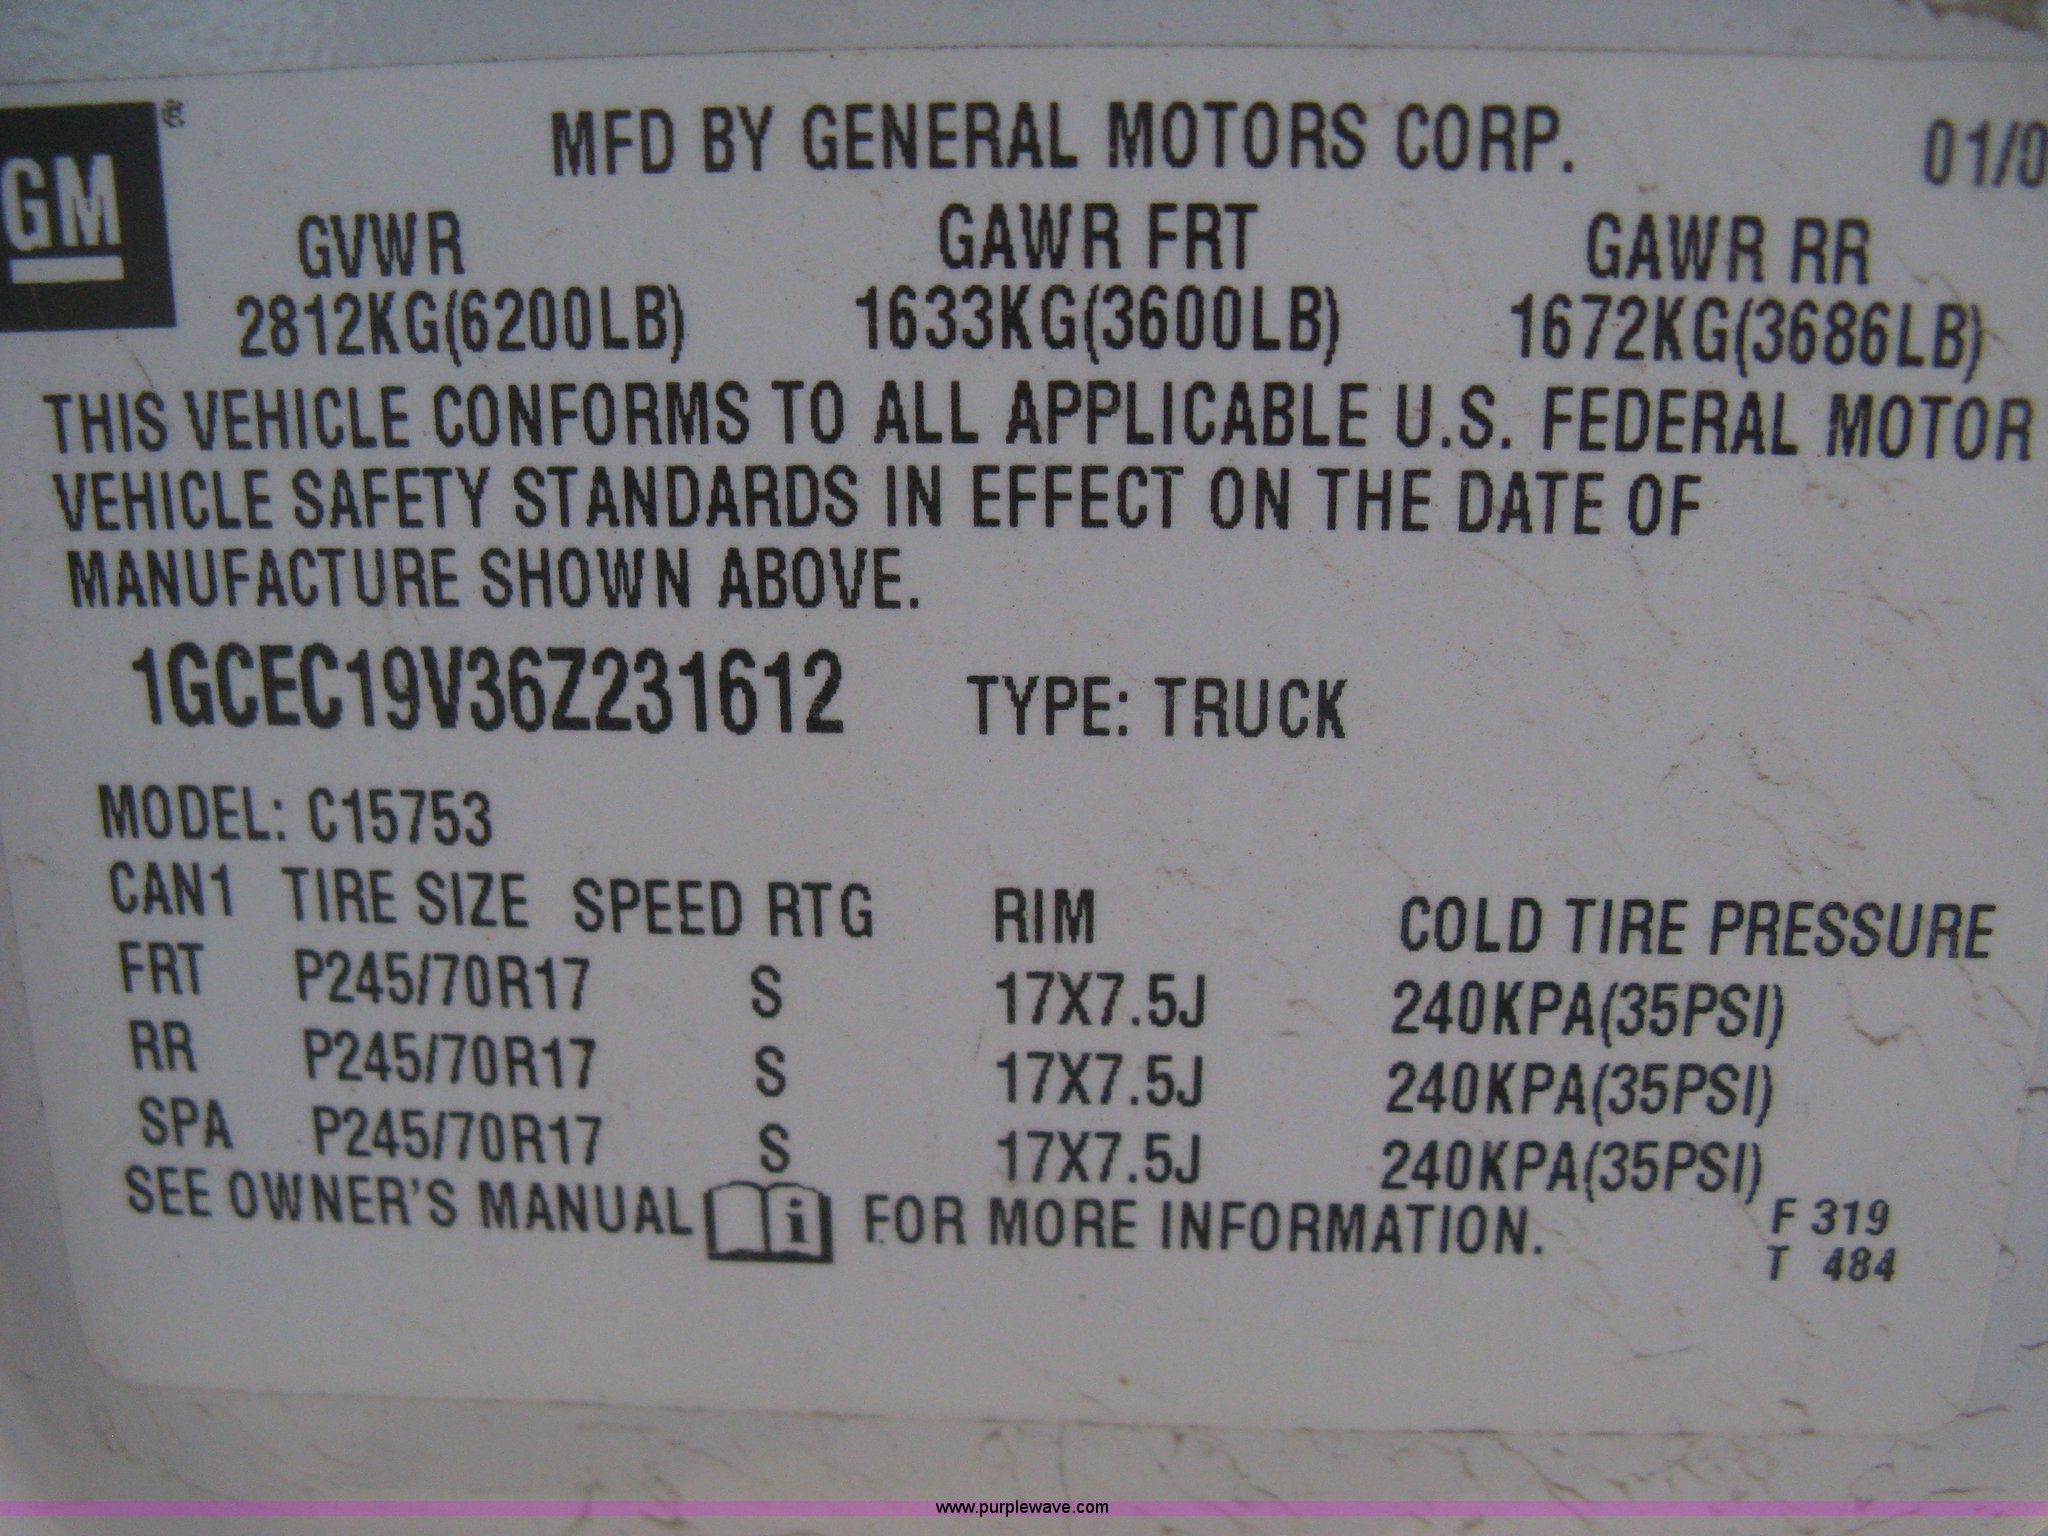 GM
MFD BY GENERAL MOTORS CORP. 01/0
GVWR GAWR FRT GAWR RR
2812KG(6200LB) 1633KG(3600LB) 1672KG(3686LB)
THIS VEHICLE CONFORMS TO ALL APPLICABLE U.S. FEDERAL MOTOR
VEHICLE SAFETY STANDARDS IN EFFECT ON THE DATE OF
MANUFACTURE SHOWN ABOVE.
1GCEC19V36Z231612 TYPE: TRUCK
MODEL: C15753
CAN1 TIRE SIZE SPEED RTG RIM COLD TIRE PRESSURE
FRT P245/70R17 S 17X7.5J 240KPA(35PSI)
RR P245/70R17 S 17X7.5J 240KPA(35PSI)
SPA P245/70R17 S 17X7.5J 240KPA(35PSI)
SEE OWNER'S MANUAL i FOR MORE INFORMATION.
F 319
T 484
www.purplewave.com